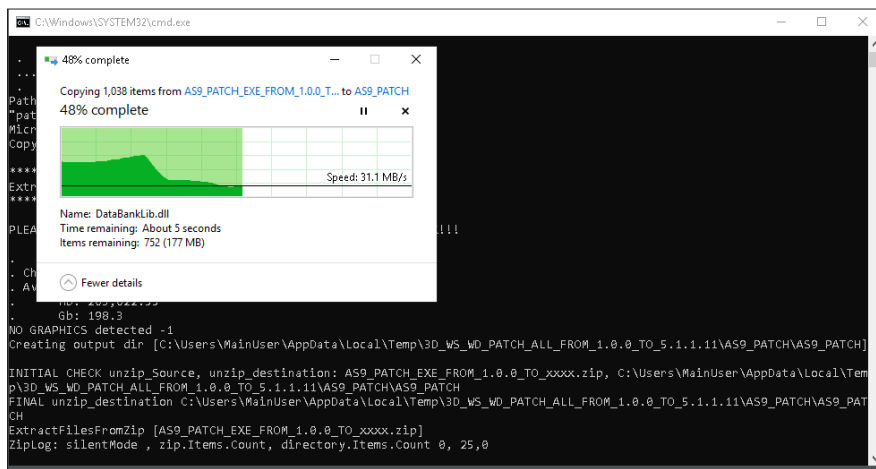 C:\Windows\SYSTEM32\cmd.exe
48% complete
Copying 1,038 items from AS9_PATCH_EXE_FROM_1.0.0_T... to AS9_PATCH
48% complete
Speed: 31.1 MB/s
Name: DataBankLib.dll
Time remaining: About 5 seconds
Items remaining: 752 (177 MB)
Fewer details
.
...
.
Path
"pat
Micr
Copy
****
Extr
****
PLEA !!!
.
. Ch
. Av
.
. Gb: 198.3
NO GRAPHICS detected -1
Creating output dir [C:\Users\MainUser\AppData\Local\Temp\3D_WS_WD_PATCH_ALL_FROM_1.0.0_TO_5.1.1.11\AS9_PATCH\AS9_PATCH]
INITIAL CHECK unzip_Source, unzip_destination: AS9_PATCH_EXE_FROM_1.0.0_TO_xxxx.zip, C:\Users\MainUser\AppData\Local\Tem
p\3D_WS_WD_PATCH_ALL_FROM_1.0.0_TO_5.1.1.11\AS9_PATCH\AS9_PATCH
FINAL unzip_destination C:\Users\MainUser\AppData\Local\Temp\3D_WS_WD_PATCH_ALL_FROM_1.0.0_TO_5.1.1.11\AS9_PATCH\AS9_PAT
CH
ExtractFilesFromZip [AS9_PATCH_EXE_FROM_1.0.0_TO_xxxx.zip]
ZipLog: silentMode , zip.Items.Count, directory.Items.Count 0, 25,0